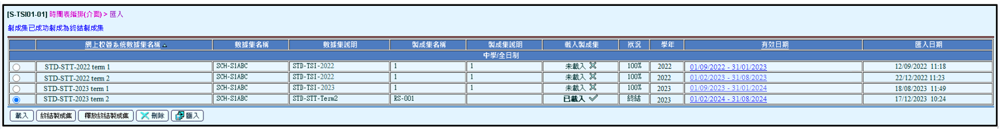 [S-TSI01-01] 時間表編排(介面) > 匯入
製成集已成功製成為終結製成集
網上校管系統數據集名稱 數據集名稱 數據集說明 製成集名稱 製成集說明 載入製成集 狀況 學年 有效日期 匯入日期
中學/全日制
STD-STT-2022 term 1 SCH-S1ABC STD-TSI-2022 1 1 未載入 100% 2022 01/09/2022 - 31/01/2023 12/09/2022 11:18
STD-STT-2022 term 2 SCH-S1ABC STD-TSI-2022 1 1 未載入 100% 2022 01/02/2023 - 31/08/2023 22/12/2022 11:23
STD-STT-2023 term 1 SCH-S1ABC STD-TSI-2023 1 1 未載入 100% 2023 01/09/2023 - 31/01/2024 18/08/2023 11:49
STD-STT-2023 term 2 SCH-S1ABC STD-STT-Term2 RS-001 已載入 終結 2023 01/02/2024 - 31/08/2024 17/12/2023 10:24
載入 終結製成集 釋放終結製成集 刪除 匯入